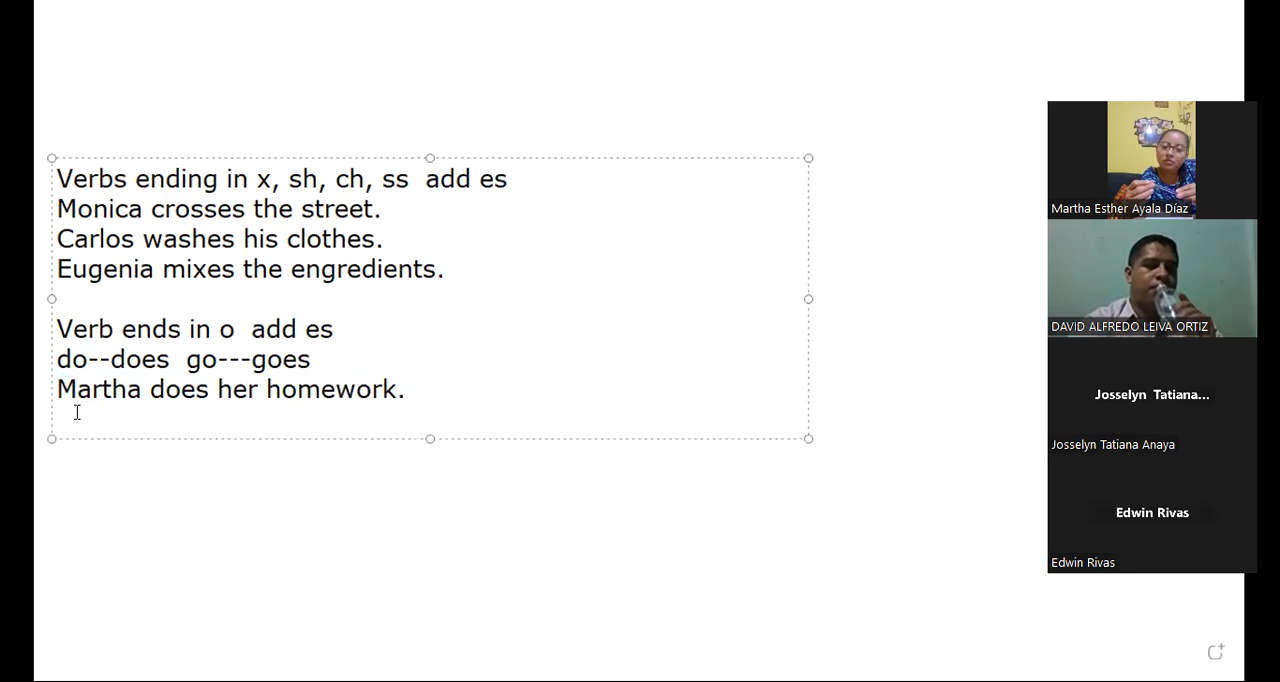 Verbs ending in x, sh, ch, ss  add es
Monica crosses the street.
Carlos washes his clothes.
Eugenia mixes the engredients.
Verb ends in o  add es
do--does  go---goes
Martha does her homework.
Martha Esther Ayala Díaz
DAVID ALFREDO LEIVA ORTIZ
Josselyn  Tatiana...
Josselyn Tatiana Anaya
Edwin Rivas
Edwin Rivas